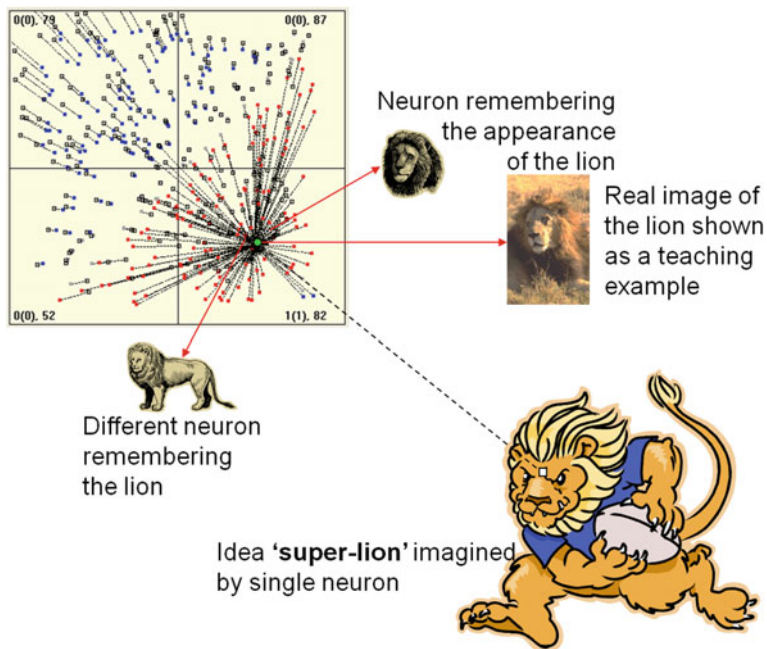 0(0), 79
0(0), 87
Neuron remembering
the appearance
of the lion
Real image of
the lion shown
as a teaching
example
0(0), 52
1(1), 82
Different neuron
remembering
the lion
Idea ‘super-lion’ imagined
by single neuron